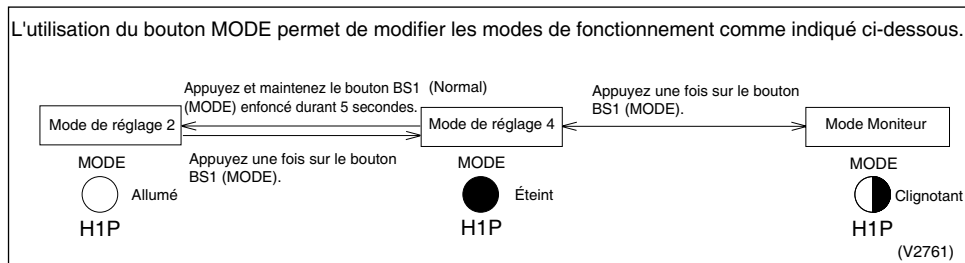 L'utilisation du bouton MODE permet de modifier les modes de fonctionnement comme indiqué ci-dessous.
Appuyez et maintenez le bouton BS1 (Normal)
(MODE) enfoncé durant 5 secondes.
Appuyez une fois sur le bouton
BS1 (MODE).
Mode de réglage 2
Mode de réglage 4
Mode Moniteur
Appuyez une fois sur le bouton
BS1 (MODE).
MODE
Allumé
H1P
MODE
Éteint
H1P
MODE
Clignotant
H1P
(V2761)